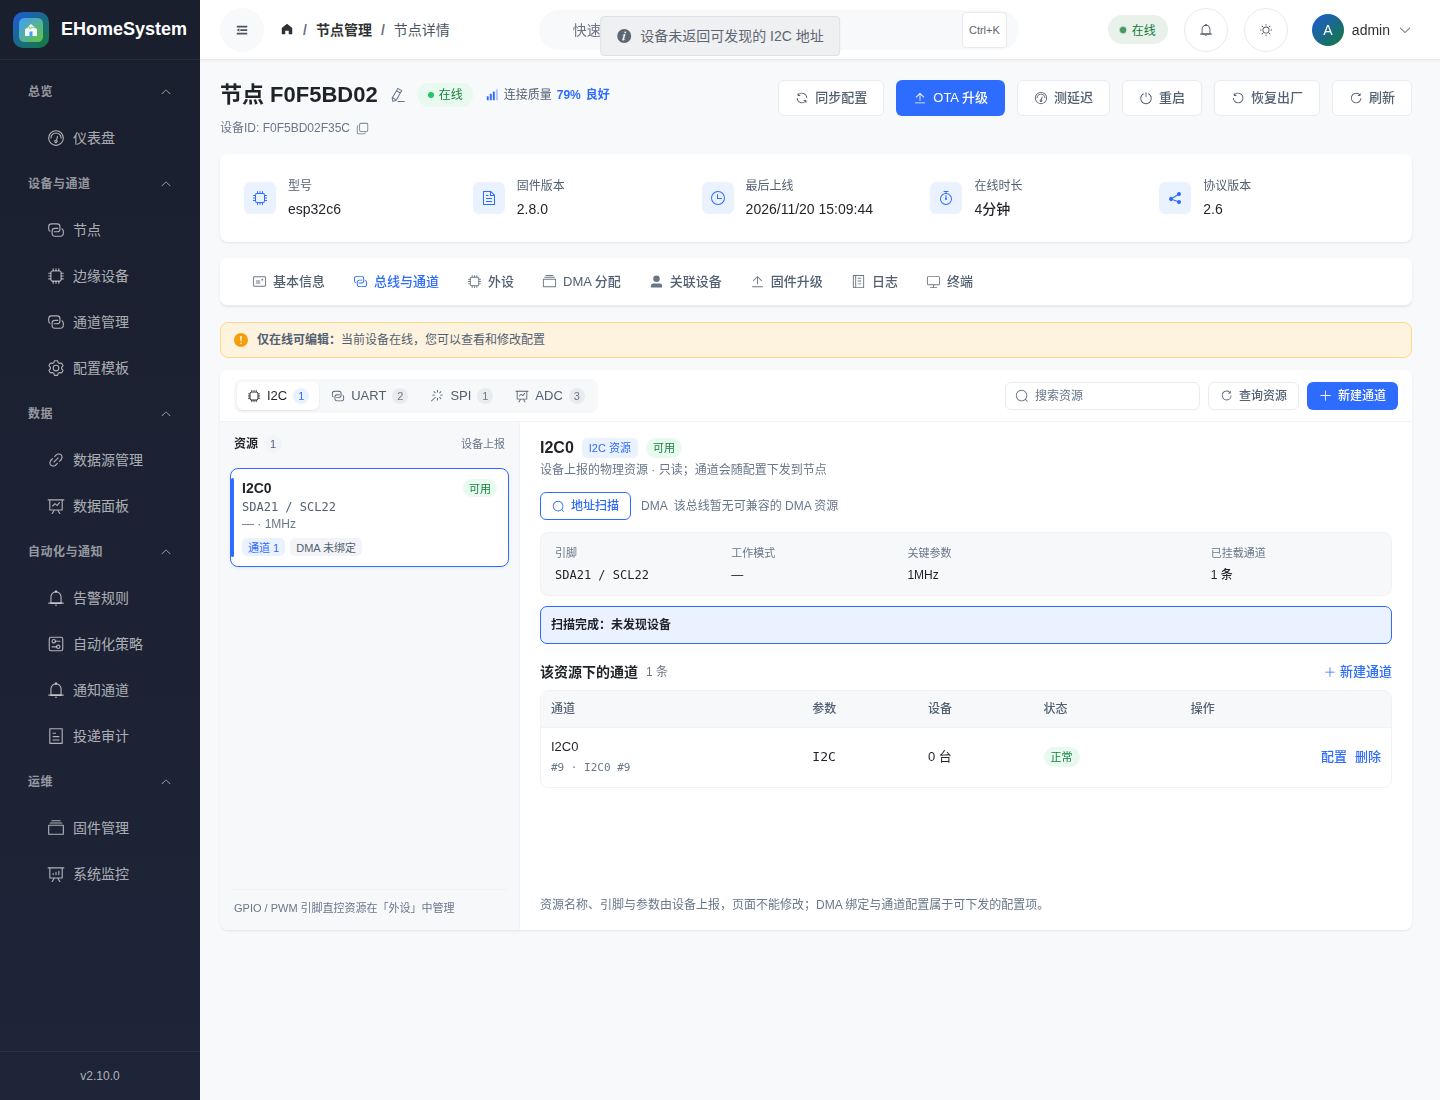 EHomeSystem
总览
仪表盘
设备与通道
节点
边缘设备
通道管理
配置模板
数据
数据源管理
数据面板
自动化与通知
告警规则
自动化策略
通知通道
投递审计
运维
固件管理
系统监控
v2.10.0
/ 节点管理 / 节点详情
快速
设备未返回可发现的 I2C 地址
Ctrl+K
在线
A admin
节点 F0F5BD02 在线 连接质量 79% 良好
设备ID: F0F5BD02F35C
同步配置 OTA 升级 测延迟 重启 恢复出厂 刷新
型号
esp32c6
固件版本
2.8.0
最后上线
2026/11/20 15:09:44
在线时长
4分钟
协议版本
2.6
基本信息 总线与通道 外设 DMA 分配 关联设备 固件升级 日志 终端
仅在线可编辑：当前设备在线，您可以查看和修改配置
I2C 1 UART 2 SPI 1 ADC 3
搜索资源 查询资源 新建通道
资源 1 设备上报
I2C0 可用
SDA21 / SCL22
— · 1MHz
通道 1 DMA 未绑定
GPIO / PWM 引脚直控资源在「外设」中管理
I2C0 I2C 资源 可用
设备上报的物理资源 · 只读；通道会随配置下发到节点
地址扫描 DMA 该总线暂无可兼容的 DMA 资源
引脚 工作模式 关键参数 已挂载通道
SDA21 / SCL22 — 1MHz 1 条
扫描完成：未发现设备
该资源下的通道 1 条 新建通道
通道 参数 设备 状态 操作
I2C0 I2C 0 台 正常 配置 删除
#9 · I2C0 #9
资源名称、引脚与参数由设备上报，页面不能修改；DMA 绑定与通道配置属于可下发的配置项。